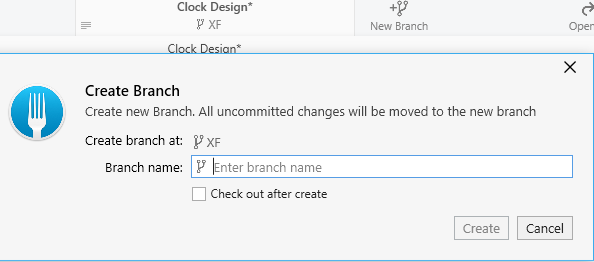 Clock Design*
XF
New Branch
Open
Clock Design*
Create Branch
Create new Branch. All uncommitted changes will be moved to the new branch
Create branch at: XF
Branch name: Enter branch name
Check out after create
Create Cancel